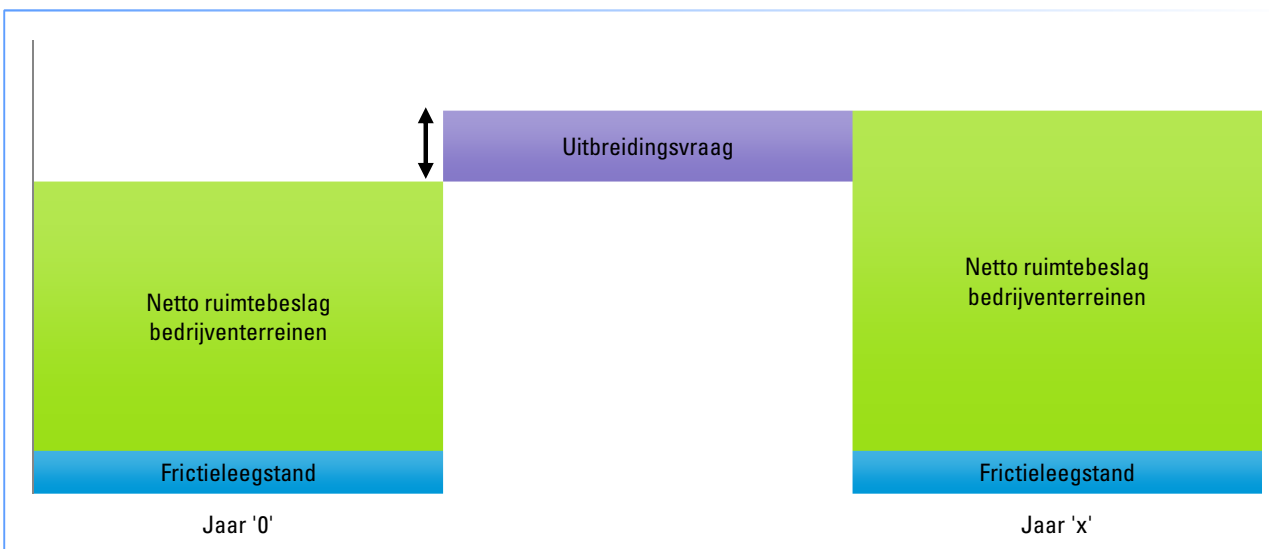 Uitbreidingsvraag
Netto ruimtebeslag
bedrijventerreinen
Netto ruimtebeslag
bedrijventerreinen
Frictieleegstand
Frictieleegstand
Jaar '0'
Jaar 'x'